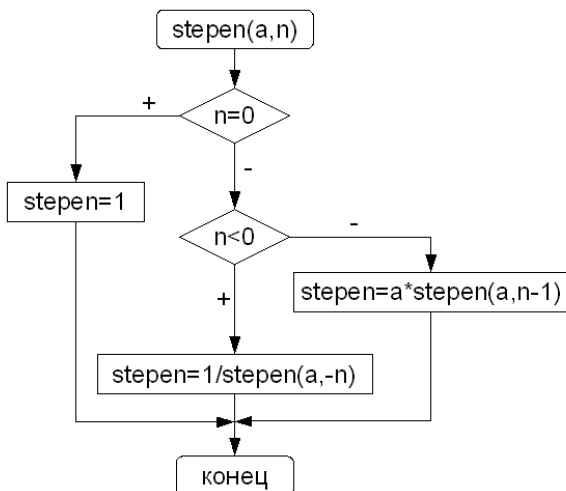 stepen(a,n)
+
n=0
-
stepen=1
n<0
-
+
stepen=a*stepen(a,n-1)
stepen=1/stepen(a,-n)
конец